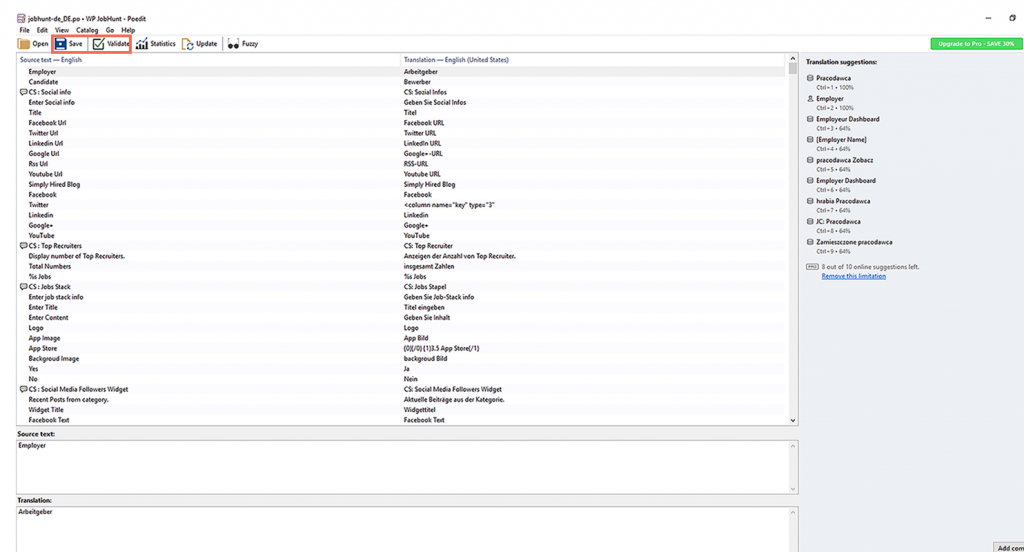 jobhunt-de_DE.po • WP JobHunt - Poedit
File Edit View Catalog Go Help
Open Save Validate Statistics Update Fuzzy Upgrade to Pro - SAVE 30%
Source text — English Translation — English (United States)
Employer Arbeitgeber
Candidate Bewerber
CS : Social info CS: Sozial Infos
Enter Social info Geben Sie Social Infos
Title Titel
Facebook Url Facebook URL
Twitter Url Twitter URL
Linkedin Url LinkedIn URL
Google Url Google+-URL
Rss Url RSS-URL
Youtube Url Youtube URL
Simply Hired Blog Simply Hired Blog
Facebook Facebook
Twitter <column name="key" type="3"
Linkedin Linkedin
Google+ Google+
YouTube YouTube
CS : Top Recruiters CS: Top Recruiter
Display number of Top Recruiters. Anzeigen der Anzahl von Top Recruiter.
Total Numbers insgesamt Zahlen
%s Jobs %s Jobs
CS : Jobs Stack CS: Jobs Stapel
Enter job stack info Geben Sie Job-Stack info
Enter Title Titel eingeben
Enter Content Geben Sie Inhalt
Logo Logo
App Image App Bild
App Store {0}{/0} {1}3.5 App Store{/1}
Backgroud Image backgroud Bild
Yes Ja
No Nein
CS : Social Media Followers Widget CS: Social Media Followers Widget
Recent Posts from category. Aktuelle Beiträge aus der Kategorie.
Widget Title Widgettitel
Facebook Text Facebook Text
Source text:
Employer
Translation:
Arbeitgeber
Translation suggestions:
Pracodawca
Ctrl+1 • 100%
Employer
Ctrl+2 • 100%
Employeur Dashboard
Ctrl+3 • 64%
[Employer Name]
Ctrl+4 • 64%
pracodawca Zobacz
Ctrl+5 • 64%
Employer Dashboard
Ctrl+6 • 64%
hrabia Pracodawca
Ctrl+7 • 64%
JC: Pracodawca
Ctrl+8 • 64%
Zamieszczone pracodawca
Ctrl+9 • 64%
PRO 8 out of 10 online suggestions left.
Remove this limitation
Add com